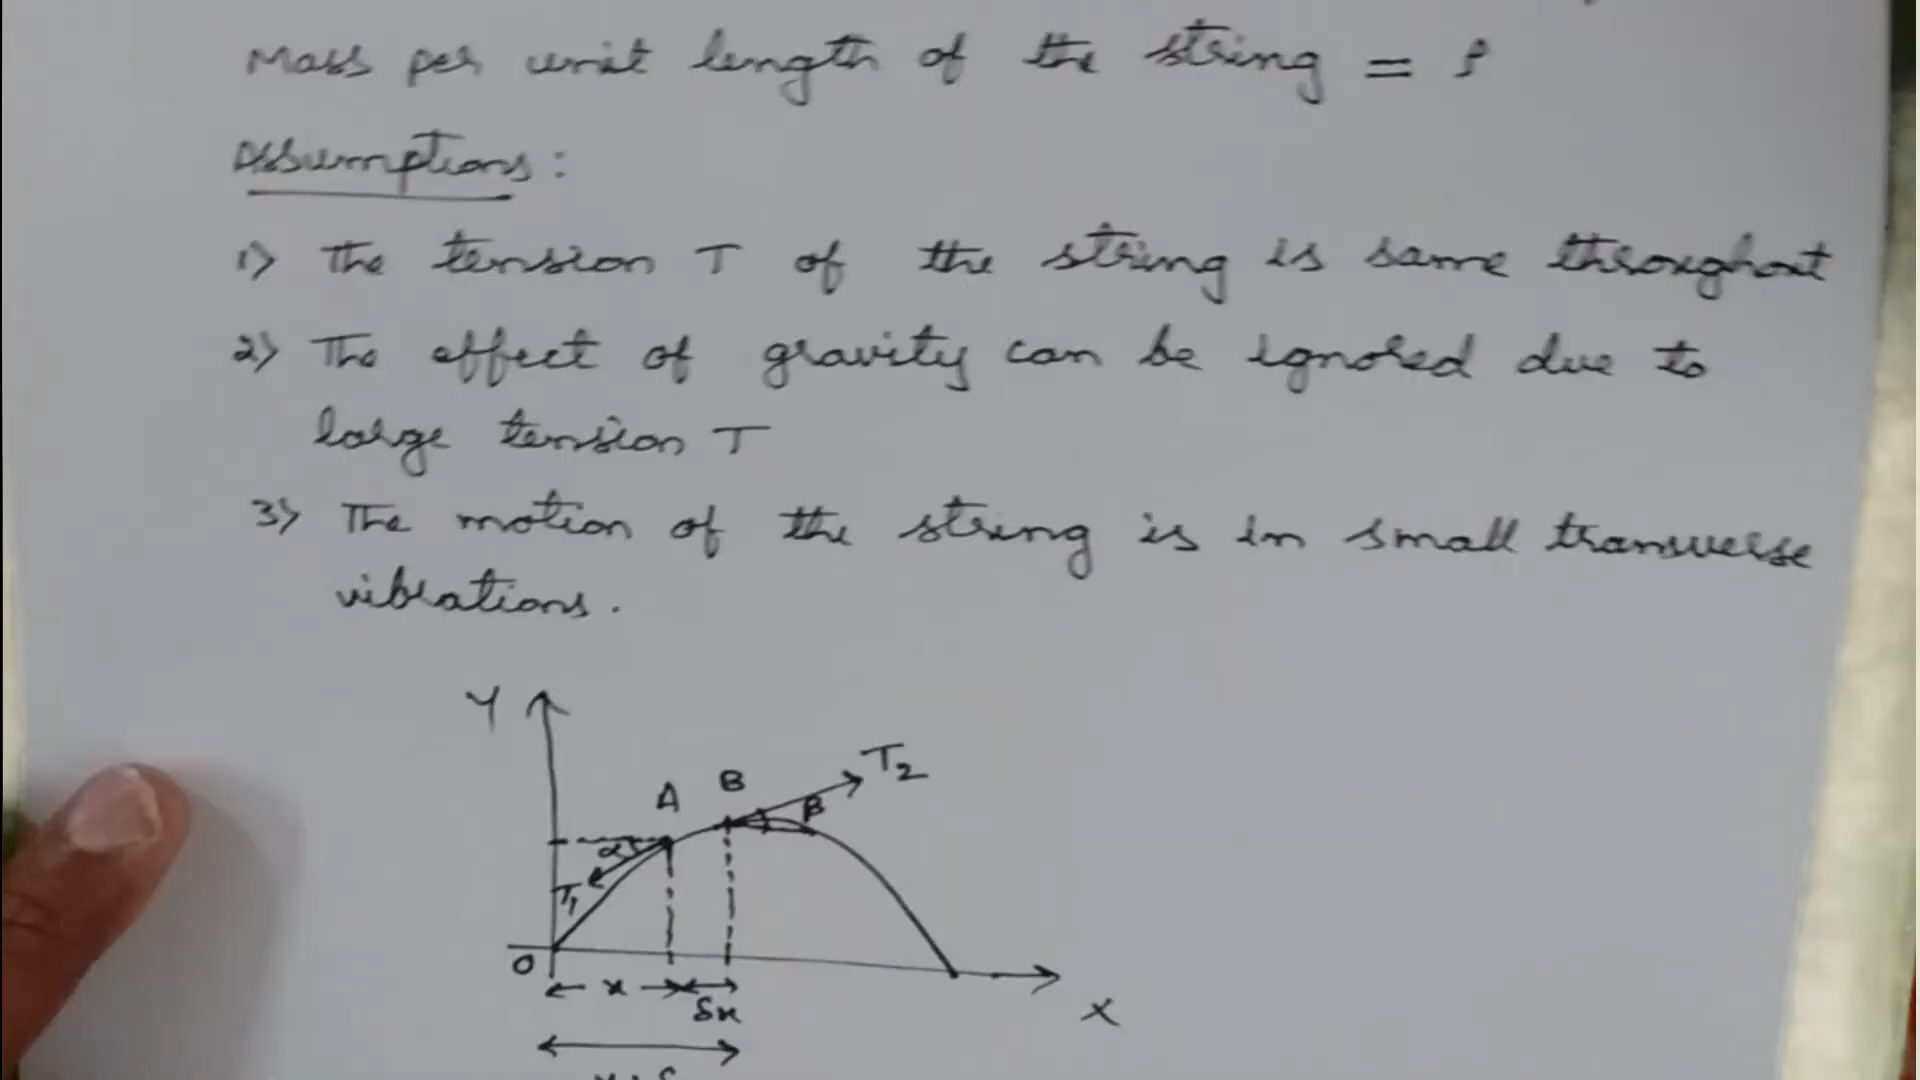 Mass per unit length of the string = ρ
Assumptions:
1) The tension T of the string is same throughout
2) The effect of gravity can be ignored due to
large tension T
3) The motion of the string is in small transverse
vibrations.
Y
T2
A B
β
α
T1
O
x
δx
X